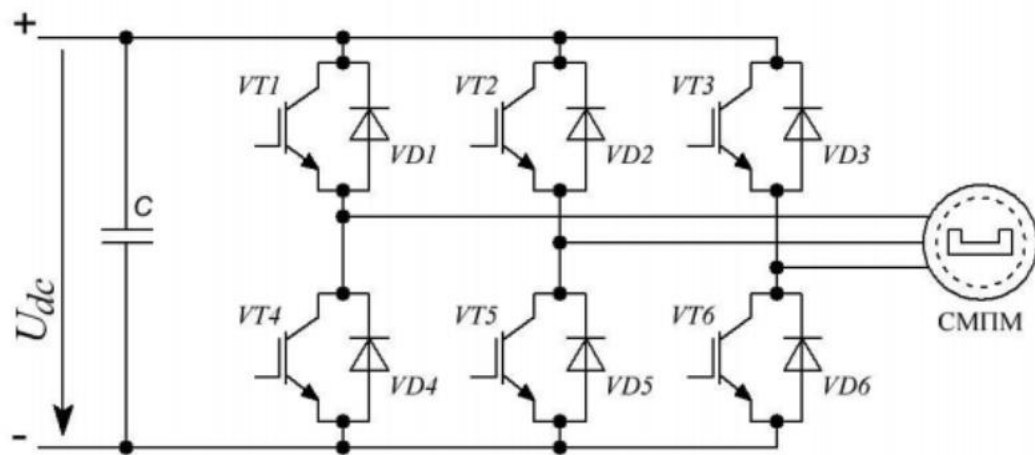 +
VT1
VD1
VT2
VD2
VT3
VD3
C
U_dc
СМПМ
VT4
VD4
VT5
VD5
VT6
VD6
-